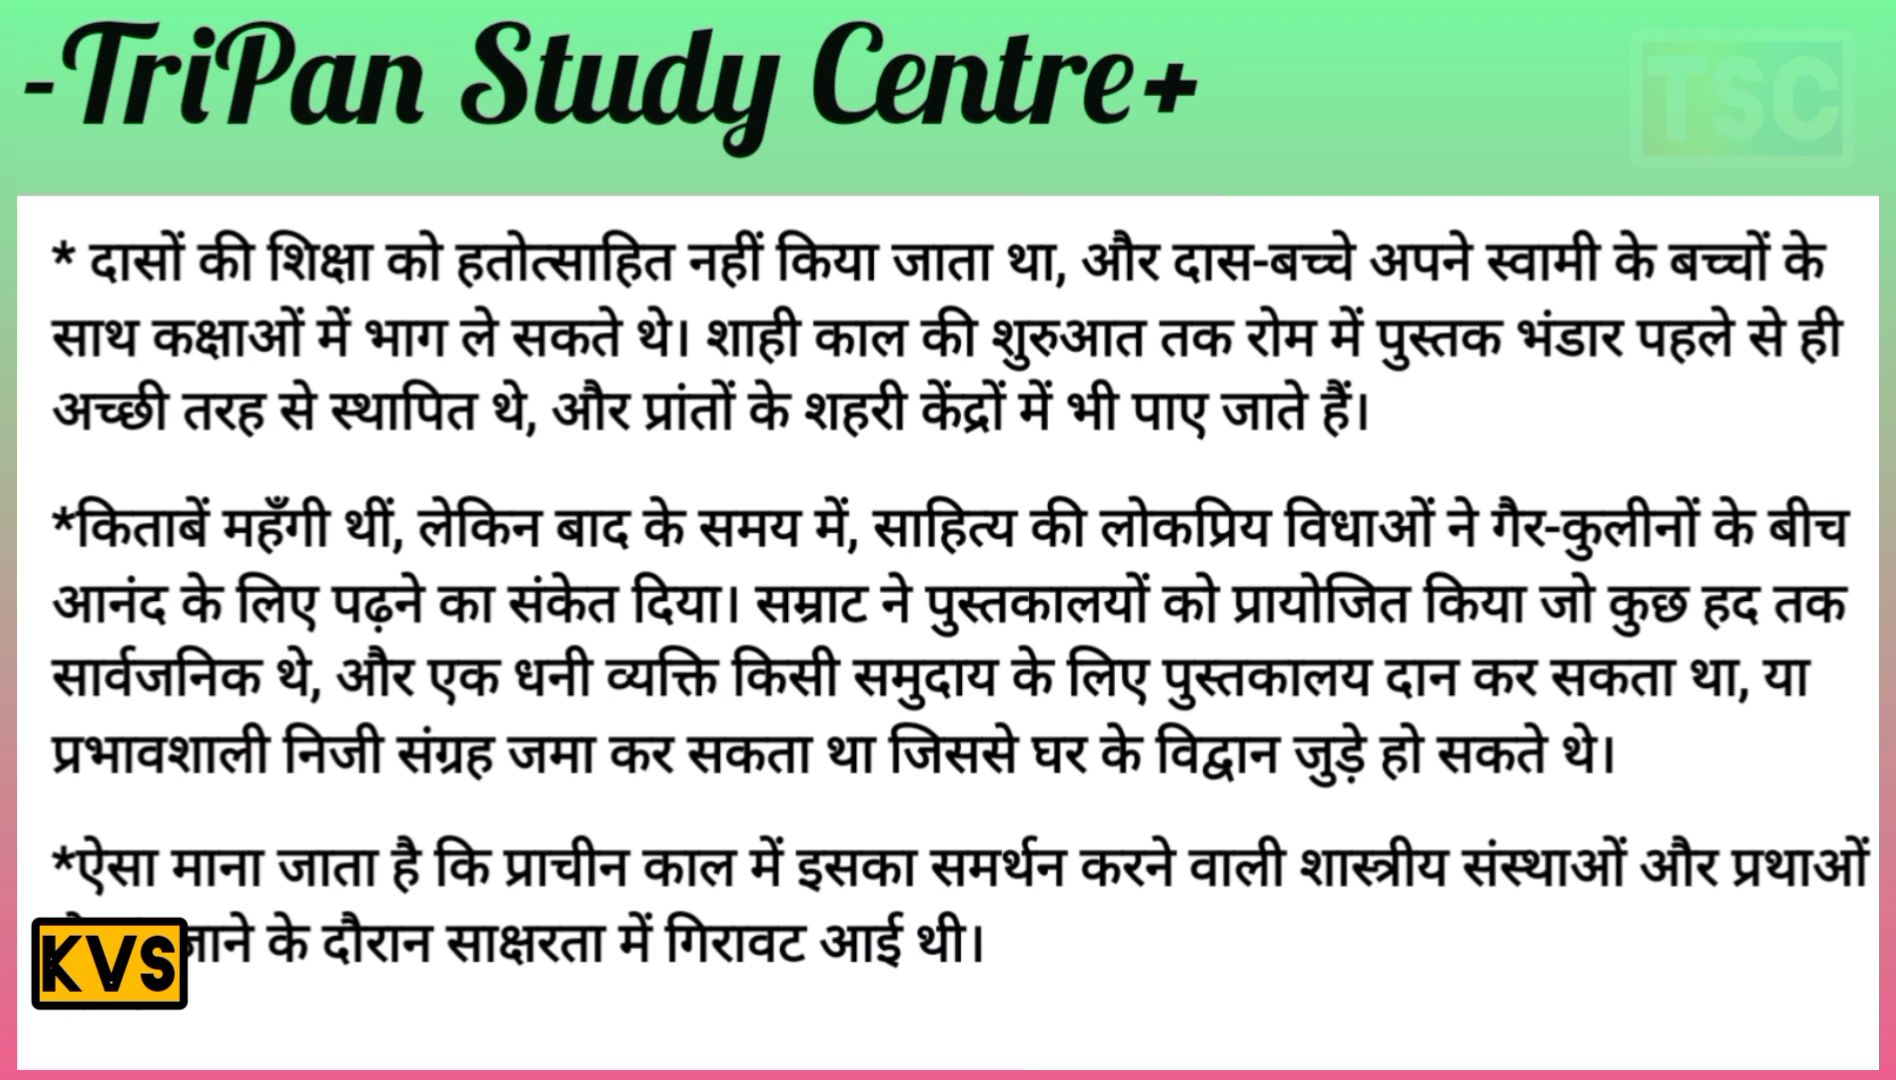 -TriPan Study Centre+
TSC
* दासों की शिक्षा को हतोत्साहित नहीं किया जाता था, और दास-बच्चे अपने स्वामी के बच्चों के
साथ कक्षाओं में भाग ले सकते थे। शाही काल की शुरुआत तक रोम में पुस्तक भंडार पहले से ही
अच्छी तरह से स्थापित थे, और प्रांतों के शहरी केंद्रों में भी पाए जाते हैं।
*किताबें महँगी थीं, लेकिन बाद के समय में, साहित्य की लोकप्रिय विधाओं ने गैर-कुलीनों के बीच
आनंद के लिए पढ़ने का संकेत दिया। सम्राट ने पुस्तकालयों को प्रायोजित किया जो कुछ हद तक
सार्वजनिक थे, और एक धनी व्यक्ति किसी समुदाय के लिए पुस्तकालय दान कर सकता था, या
प्रभावशाली निजी संग्रह जमा कर सकता था जिससे घर के विद्वान जुड़े हो सकते थे।
*ऐसा माना जाता है कि प्राचीन काल में इसका समर्थन करने वाली शास्त्रीय संस्थाओं और प्रथाओं
KVS जाने के दौरान साक्षरता में गिरावट आई थी।